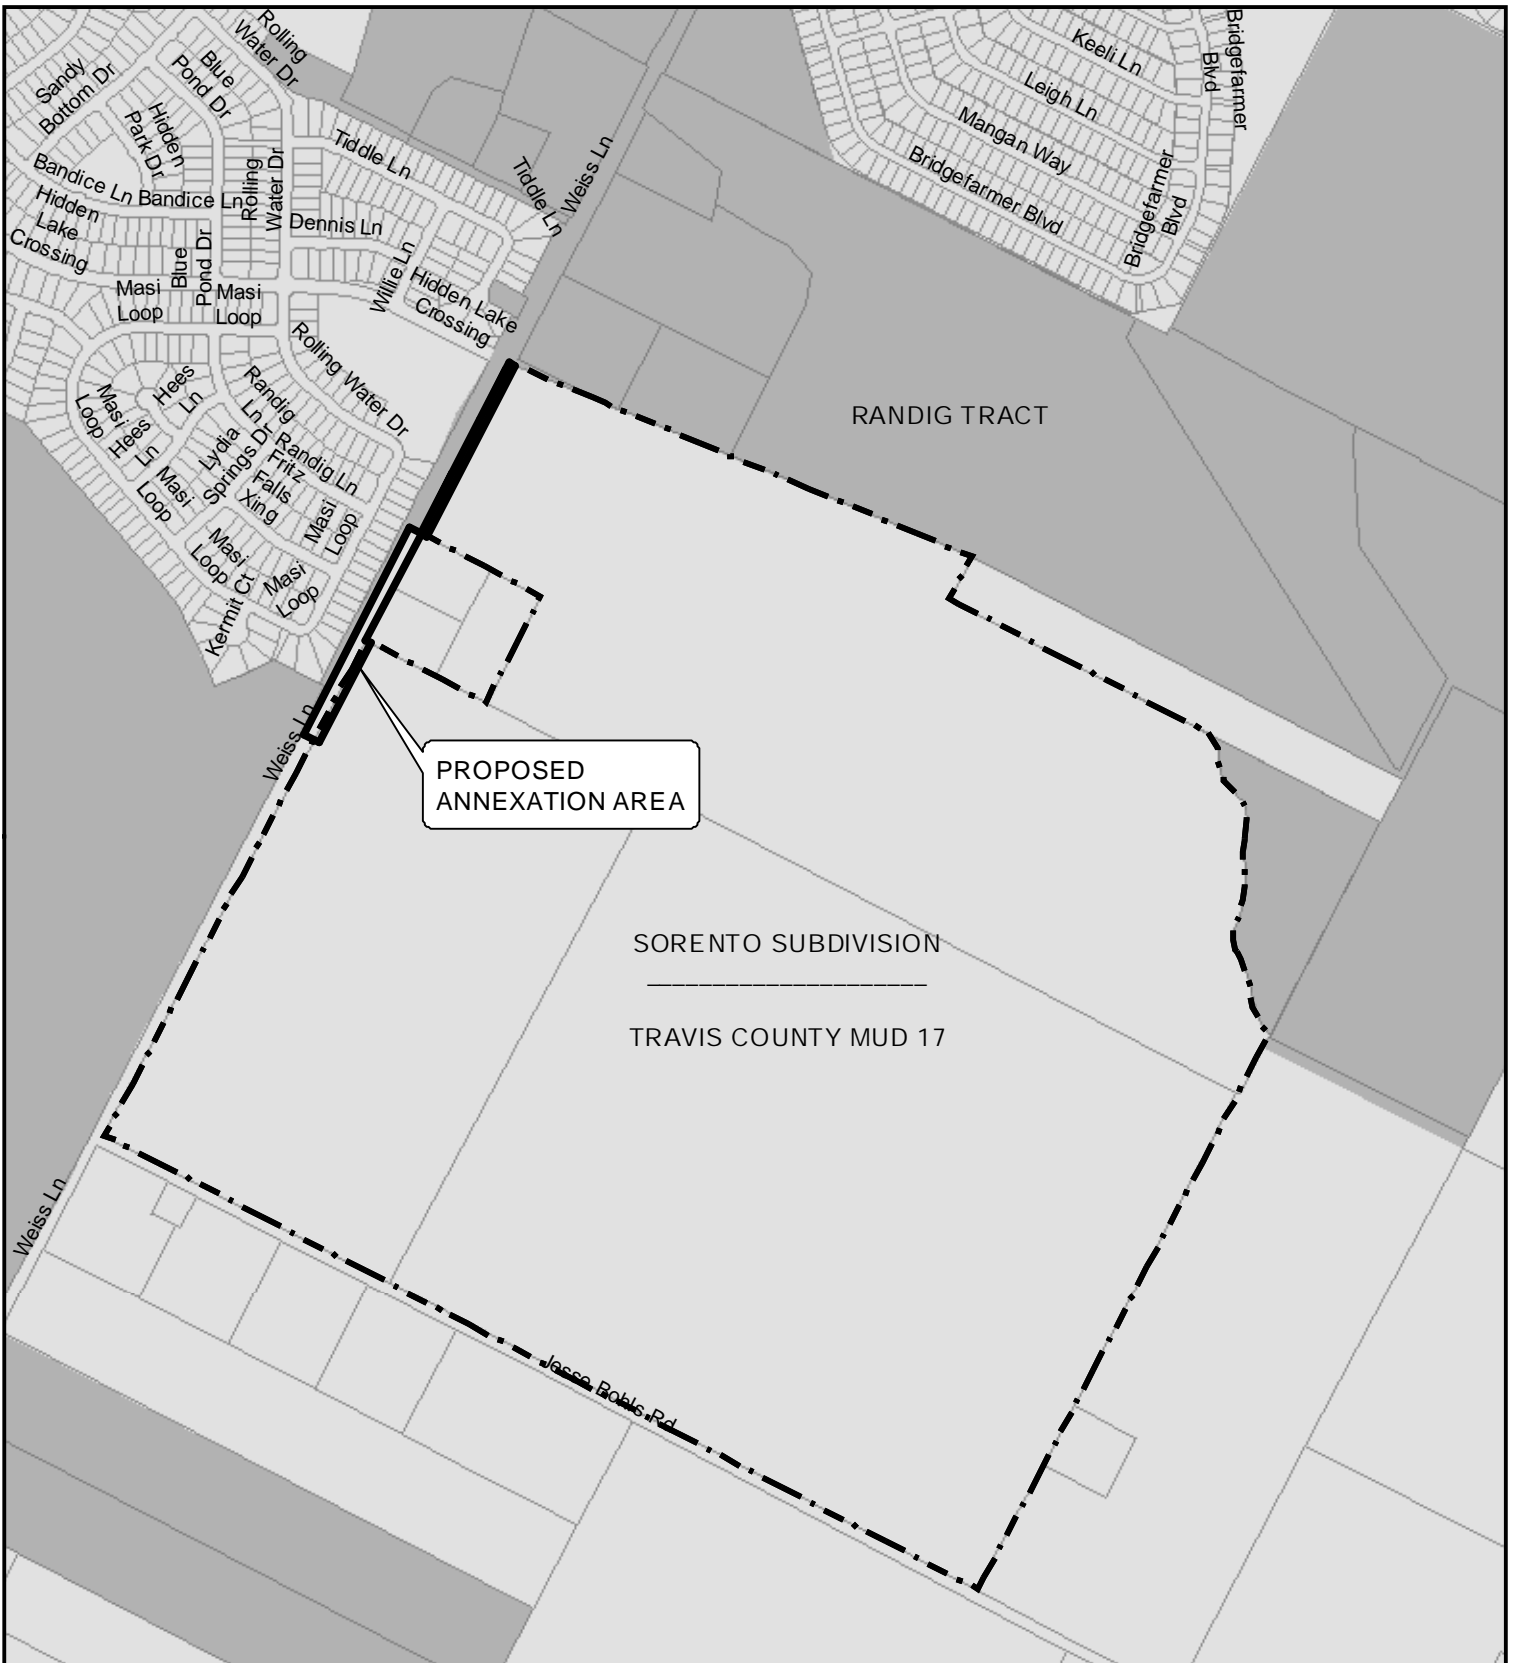 Rolling
Water Dr
Sandy
Bottom Dr
Blue
Pond Dr
Hidden
Park Dr
Bandice Ln
Bandice Ln
Rolling
Water Dr
Tiddle Ln
Tiddle Ln
Weiss Ln
Keeli Ln
Leigh Ln
Mangan Way
Bridgefarmer Blvd
Bridgefarmer
Blvd
Bridgefarmer
Blvd
Hidden
Lake
Crossing
Dennis Ln
Willie Ln
Hidden Lake
Crossing
Blue
Pond Dr
Masi
Loop
Masi
Loop
Rolling Water Dr
Hees
Ln
Randig
Ln
Masi
Loop
Hees
Ln
Lydia
Springs Dr
Randig Ln
Fritz
Falls
Xing
Masi
Loop
Masi
Loop
Masi
Loop
Masi
Loop
Kermit Ct
RANDIG TRACT
Weiss Ln
PROPOSED
ANNEXATION AREA
SORENTO SUBDIVISION
TRAVIS COUNTY MUD 17
Weiss Ln
Jesse Bohls Rd